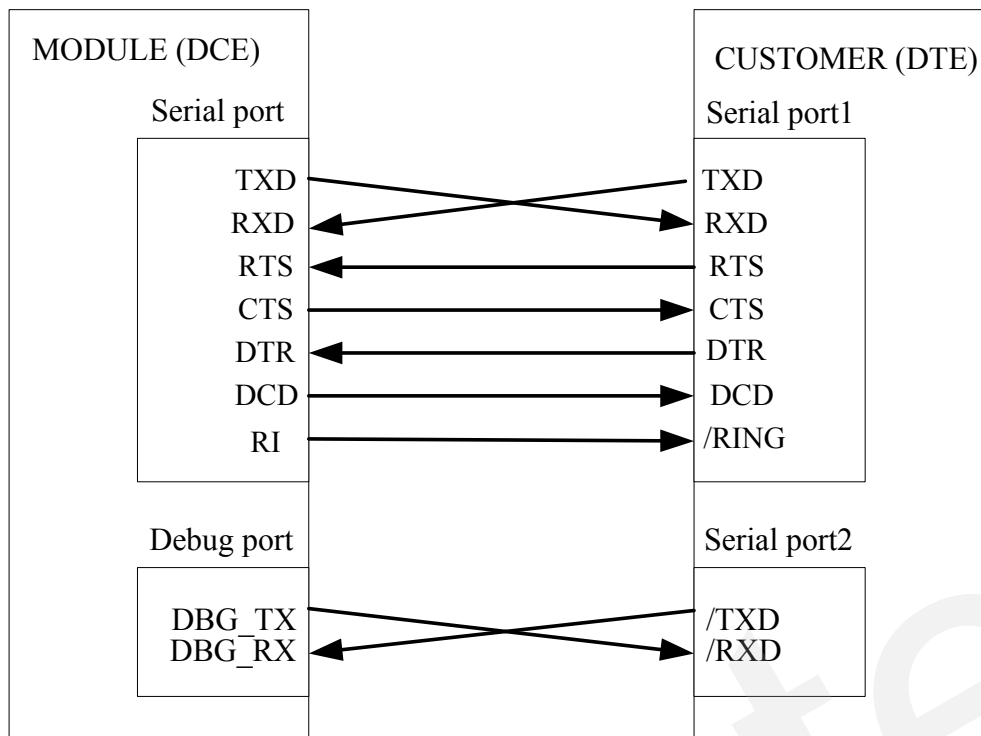 MODULE (DCE)
CUSTOMER (DTE)
Serial port
Serial port1
TXD
TXD
RXD
RXD
RTS
RTS
CTS
CTS
DTR
DTR
DCD
DCD
RI
/RING
Debug port
Serial port2
DBG_TX
/TXD
DBG_RX
/RXD